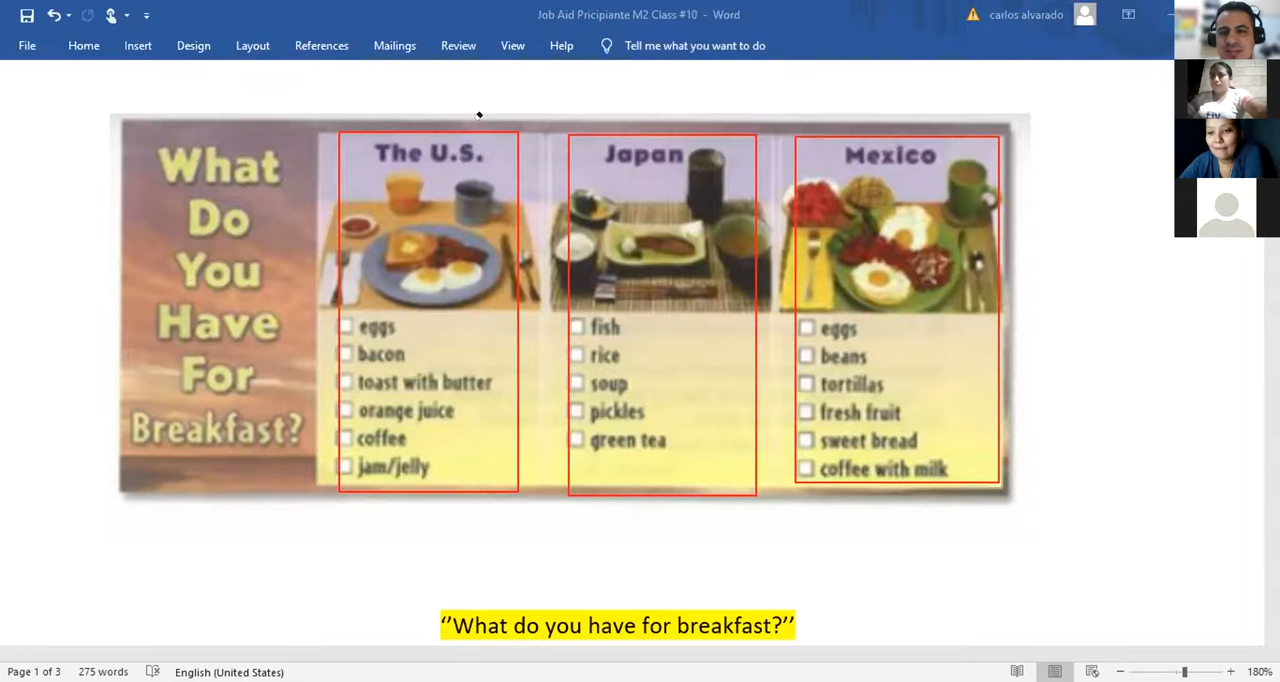 Job Aid Pricipiante M2 Class #10 - Word
carlos alvarado
File Home Insert Design Layout References Mailings Review View Help Tell me what you want to do
What
Do
You
Have
For
Breakfast?
The U.S.
eggs
bacon
toast with butter
orange juice
coffee
jam/jelly
Japan
fish
rice
soup
pickles
green tea
Mexico
eggs
beans
tortillas
fresh fruit
sweet bread
coffee with milk
‘’What do you have for breakfast?’’
Page 1 of 3 275 words English (United States) 180%